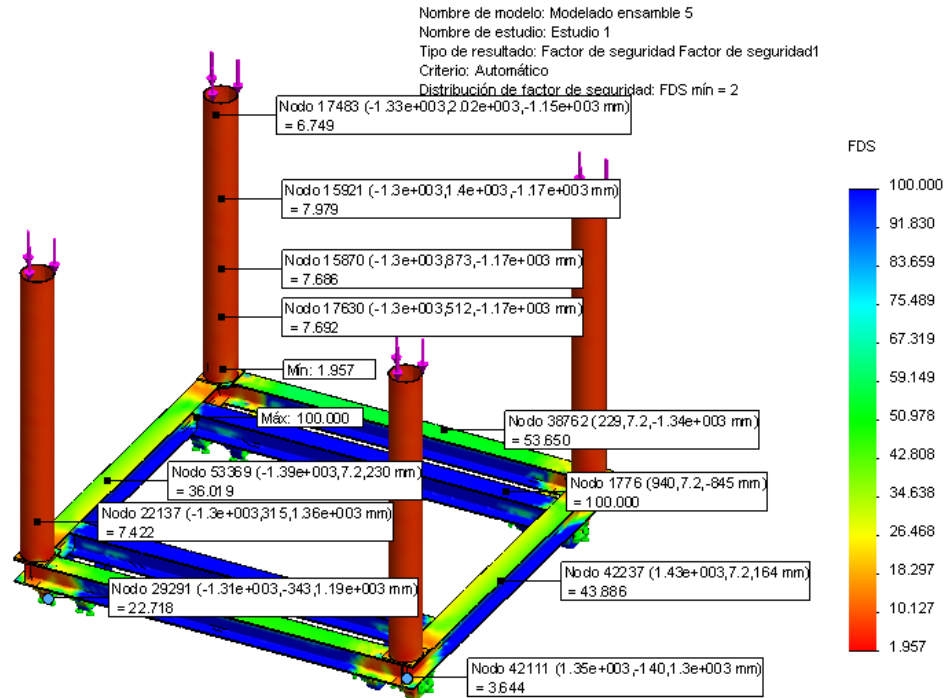 Nombre de modelo: Modelado ensamble 5
Nombre de estudio: Estudio 1
Tipo de resultado: Factor de seguridad Factor de seguridad1
Criterio: Automático
Distribución de factor de seguridad: FDS mín = 2
Nodo 17483 (-1.33e+003,2.02e+003,-1.15e+003 mm)
= 6.749
FDS
Nodo 15921 (-1.3e+003,1.4e+003,-1.17e+003 mm)
= 7.979
Nodo 15870 (-1.3e+003,873,-1.17e+003 mm)
= 7.686
Nodo 17630 (-1.3e+003,512,-1.17e+003 mm)
= 7.692
Mín: 1.957
Máx: 100.000
Nodo 38762 (229,7.2,-1.34e+003 mm)
= 53.650
Nodo 53369 (-1.39e+003,7.2,230 mm)
= 36.019
Nodo 1776 (940,7.2,-845 mm)
= 100.000
Nodo 22137 (-1.3e+003,315,1.36e+003 mm)
= 7.422
Nodo 42237 (1.43e+003,7.2,164 mm)
= 43.886
Nodo 29291 (-1.31e+003,-343,1.19e+003 mm)
= 22.718
Nodo 42111 (1.35e+003,-140,1.3e+003 mm)
= 3.644
100.000
91.830
83.659
75.489
67.319
59.149
50.978
42.808
34.638
26.468
18.297
10.127
1.957